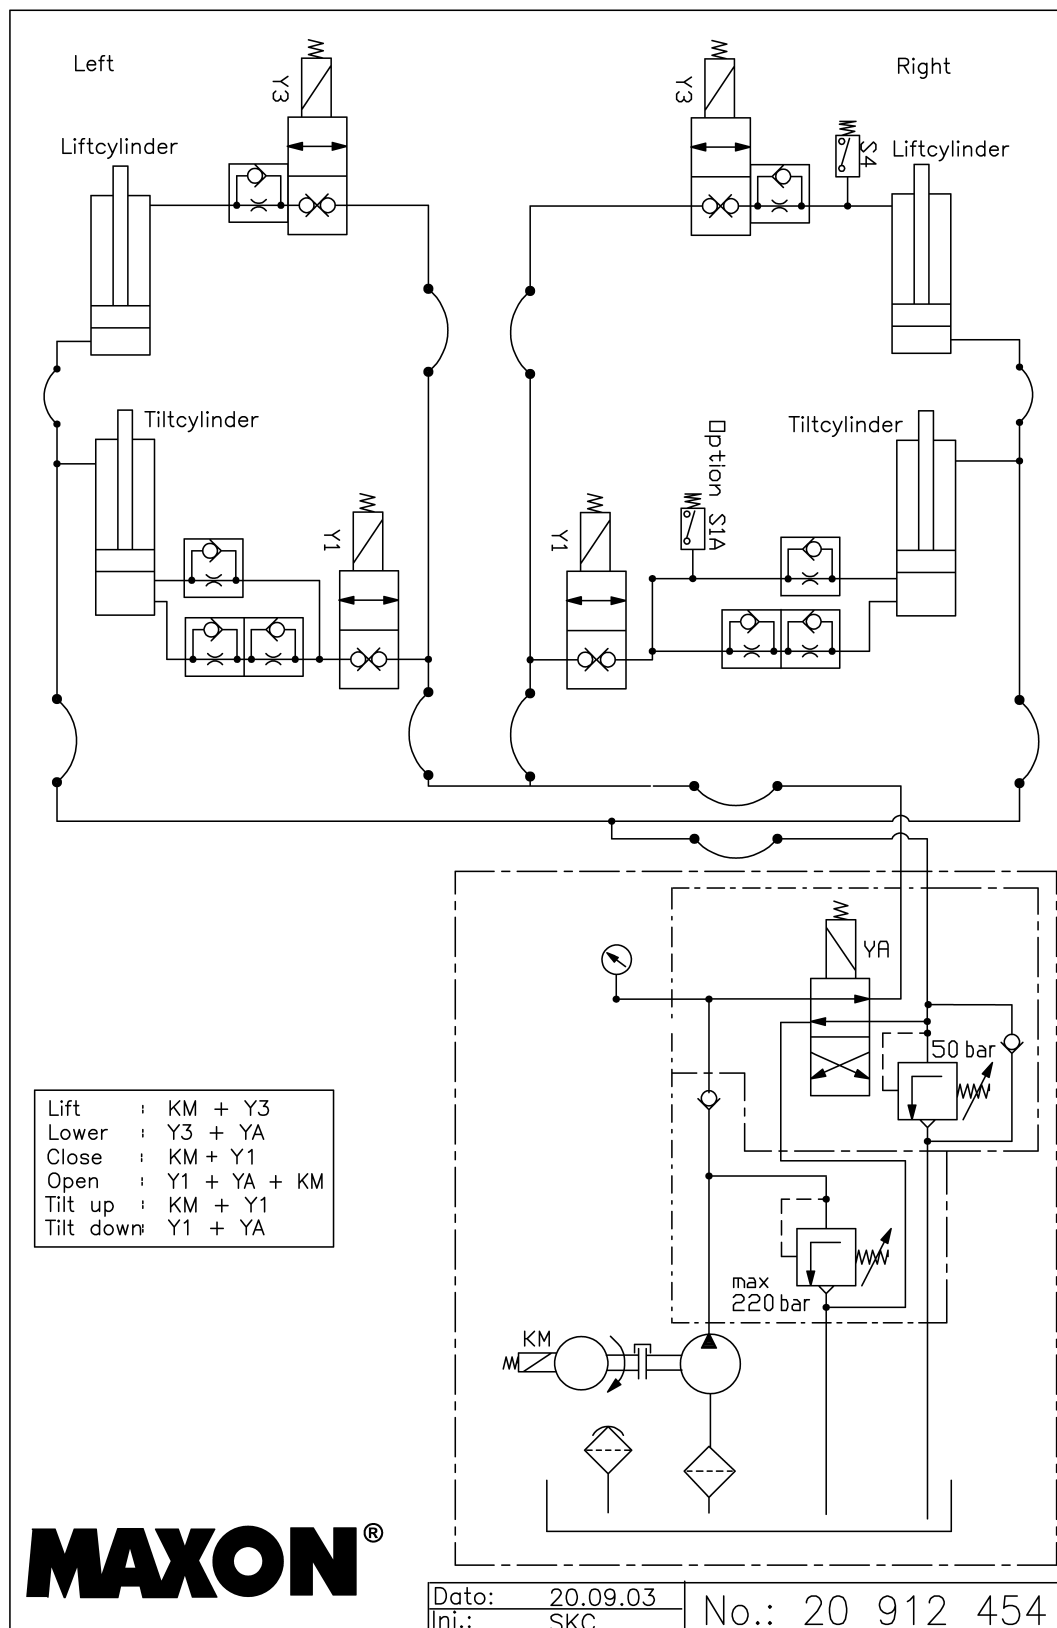 Left
Y3
Y3
Right
S4
Liftcylinder
Liftcylinder
Tiltcylinder
Tiltcylinder
Option S1A
Y1
Y1
YA
50 bar
Lift : KM + Y3
Lower : Y3 + YA
Close : KM + Y1
Open : Y1 + YA + KM
Tilt up : KM + Y1
Tilt down: Y1 + YA
max
220 bar
KM
MAXON®
Dato: 20.09.03
Ini.: SKC
No.: 20 912 454